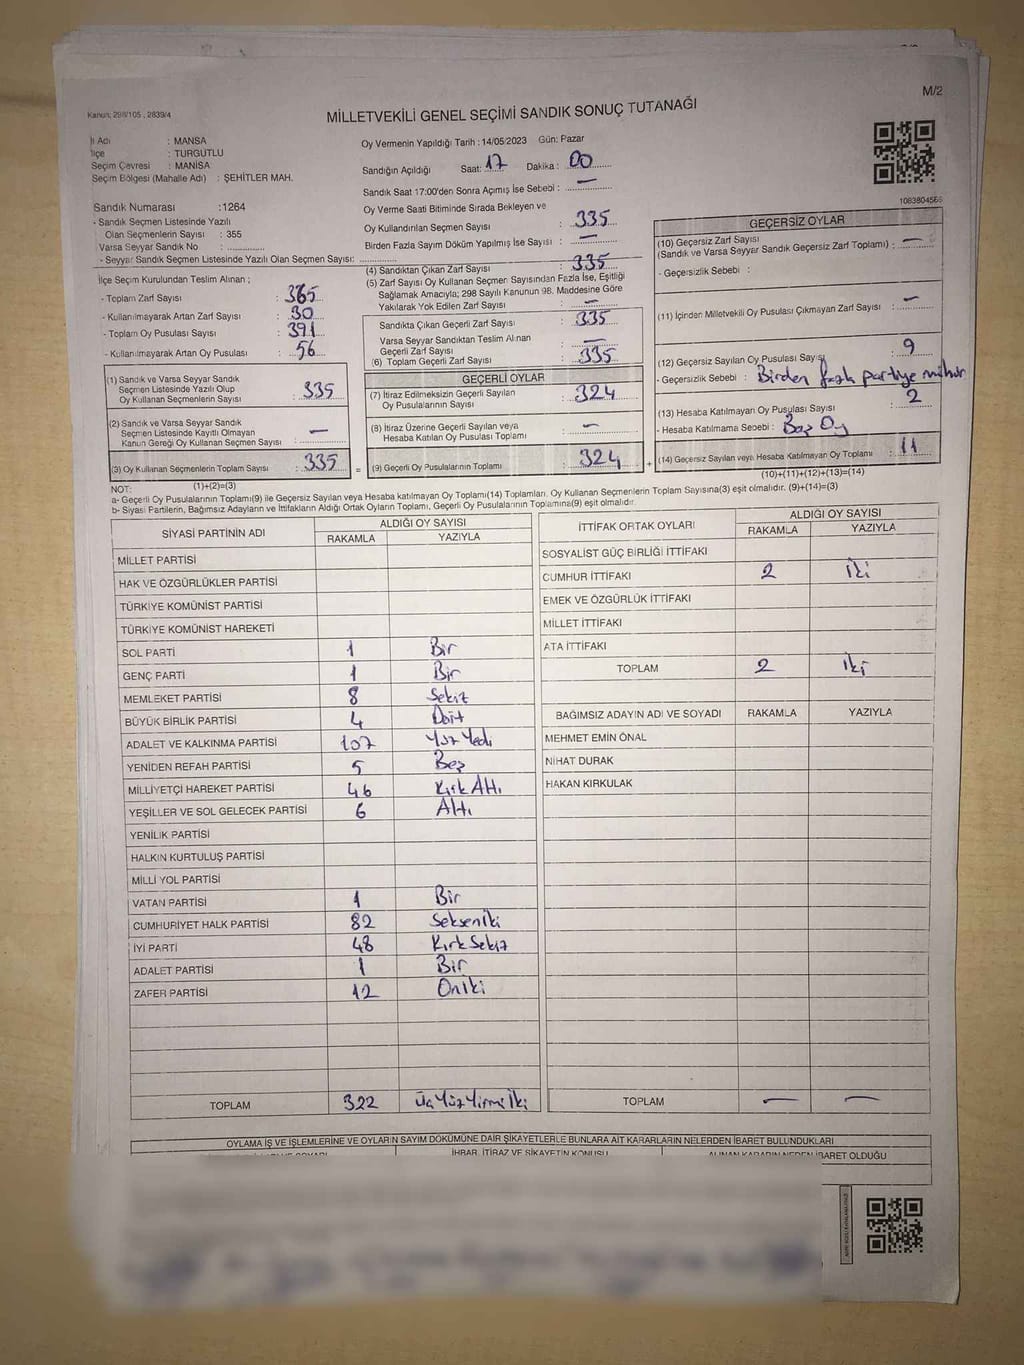 M/2
Kanun: 298/105 , 2839/4
MİLLETVEKİLİ GENEL SEÇİMİ SANDIK SONUÇ TUTANAĞI
İl Adı : MANİSA
İlçe : TURGUTLU
Seçim Çevresi : MANİSA
Seçim Bölgesi (Mahalle Adı) : ŞEHİTLER MAH.
Sandık Numarası :1264
- Sandık Seçmen Listesinde Yazılı
Olan Seçmenlerin Sayısı : 355
Varsa Seyyar Sandık No : ..............
- Seyyar Sandık Seçmen Listesinde Yazılı Olan Seçmen Sayısı: ..............
İlçe Seçim Kurulundan Teslim Alınan ;
- Toplam Zarf Sayısı : 365
- Kullanılmayarak Artan Zarf Sayısı : 30
- Toplam Oy Pusulası Sayısı : 391
- Kullanılmayarak Artan Oy Pusulası : 56
(1) Sandık ve Varsa Seyyar Sandık
Seçmen Listesinde Yazılı Olup
Oy Kullanan Seçmenlerin Sayısı : 335
(2) Sandık ve Varsa Seyyar Sandık
Seçmen Listesinde Kayıtlı Olmayan
Kanun Gereği Oy Kullanan Seçmen Sayısı : —
(3) Oy Kullanan Seçmenlerin Toplam Sayısı : 335
(1)+(2)=(3)
Oy Vermenin Yapıldığı Tarih : 14/05/2023 Gün: Pazar
Sandığın Açıldığı Saat: 17 Dakika : 00
Sandık Saat 17:00'den Sonra Açımış İse Sebebi : —
Oy Verme Saati Bitiminde Sırada Bekleyen ve
Oy Kullandırılan Seçmen Sayısı : 335
Birden Fazla Sayım Döküm Yapılmış İse Sayısı : —
(4) Sandıktan Çıkan Zarf Sayısı : 335
(5) Zarf Sayısı Oy Kullanan Seçmen Sayısından Fazla İse, Eşitliği
Sağlamak Amacıyla; 298 Sayılı Kanunun 98. Maddesine Göre
Yakılarak Yok Edilen Zarf Sayısı : —
Sandıkta Çıkan Geçerli Zarf Sayısı : 335
Varsa Seyyar Sandıktan Teslim Alınan
Geçerli Zarf Sayısı : —
(6) Toplam Geçerli Zarf Sayısı : 335
GEÇERLİ OYLAR
(7) İtiraz Edilmeksizin Geçerli Sayılan
Oy Pusulalarının Sayısı : 324
(8) İtiraz Üzerine Geçerli Sayılan veya
Hesaba Katılan Oy Pusulası Toplamı : —
= (9) Geçerli Oy Pusulalarının Toplamı : 324 +
1083804566
GEÇERSİZ OYLAR
(10) Geçersiz Zarf Sayısı
(Sandık ve Varsa Seyyar Sandık Geçersiz Zarf Toplamı) : —
- Geçersizlik Sebebi :
(11) İçinden Milletvekili Oy Pusulası Çıkmayan Zarf Sayısı : —
(12) Geçersiz Sayılan Oy Pusulası Sayısı : 9
- Geçersizlik Sebebi : Birden fazla partiye mühür
(13) Hesaba Katılmayan Oy Pusulası Sayısı : 2
- Hesaba Katılmama Sebebi : Boş Oy
(14) Geçersiz Sayılan veya Hesaba Katılmayan Oy Toplamı : 11
(10)+(11)+(12)+(13)=(14)
NOT:
a- Geçerli Oy Pusulalarının Toplamı(9) ile Geçersiz Sayılan veya Hesaba katılmayan Oy Toplamı(14) Toplamları, Oy Kullanan Seçmenlerin Toplam Sayısına(3) eşit olmalıdır. (9)+(14)=(3)
b- Siyasi Partilerin, Bağımsız Adayların ve İttifakların Aldığı Oyların Toplamı, Geçerli Oy Pusulalarının Toplamına(9) eşit olmalıdır.
SİYASİ PARTİNİN ADI ALDIĞI OY SAYISI
RAKAMLA YAZIYLA
MİLLET PARTİSİ
HAK VE ÖZGÜRLÜKLER PARTİSİ
TÜRKİYE KOMÜNİST PARTİSİ
TÜRKİYE KOMÜNİST HAREKETİ
SOL PARTİ 1 Bir
GENÇ PARTİ 1 Bir
MEMLEKET PARTİSİ 8 Sekiz
BÜYÜK BİRLİK PARTİSİ 4 Dört
ADALET VE KALKINMA PARTİSİ 107 Yüz Yedi
YENİDEN REFAH PARTİSİ 5 Beş
MİLLİYETÇİ HAREKET PARTİSİ 46 Kırk Altı
YEŞİLLER VE SOL GELECEK PARTİSİ 6 Altı
YENİLİK PARTİSİ
HALKIN KURTULUŞ PARTİSİ
MİLLİ YOL PARTİSİ
VATAN PARTİSİ 1 Bir
CUMHURİYET HALK PARTİSİ 82 Sekseniki
İYİ PARTİ 48 Kırk Sekiz
ADALET PARTİSİ 1 Bir
ZAFER PARTİSİ 12 Oniki
TOPLAM 322 Üç Yüz Yirmi İki
İTTİFAK ORTAK OYLARI ALDIĞI OY SAYISI
RAKAMLA YAZIYLA
SOSYALİST GÜÇ BİRLİĞİ İTTİFAKI
CUMHUR İTTİFAKI 2 İki
EMEK VE ÖZGÜRLÜK İTTİFAKI
MİLLET İTTİFAKI
ATA İTTİFAKI
TOPLAM 2 İki
BAĞIMSIZ ADAYIN ADI VE SOYADI RAKAMLA YAZIYLA
MEHMET EMİN ÖNAL
NİHAT DURAK
HAKAN KIRKULAK
TOPLAM — —
OYLAMA İŞ VE İŞLEMLERİNE VE OYLARIN SAYIM DÖKÜMÜNE DAİR ŞİKAYETLERLE BUNLARA AİT KARARLARIN NELERDEN İBARET BULUNDUKLARI
İHBAR, İTİRAZ VE ŞİKAYETİN KONUSU ALINAN KARARIN NEDEN İBARET OLDUĞU